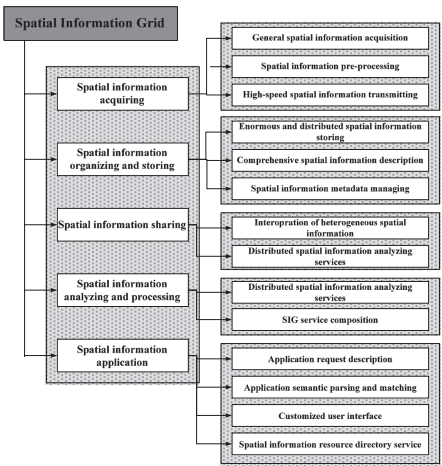 Spatial Information Grid
Spatial information
acquiring
General spatial information acquisition
Spatial information pre-processing
High-speed spatial information transmitting
Spatial information
organizing and storing
Enormous and distributed spatial information
storing
Comprehensive spatial information description
Spatial information metadata managing
Spatial information sharing
Interopration of heterogeneous spatial
information
Distributed spatial information analyzing
services
Spatial information
analyzing and processing
Distributed spatial information analyzing
services
SIG service composition
Spatial information
application
Application request description
Application semantic parsing and matching
Customized user interface
Spatial information resource directory service